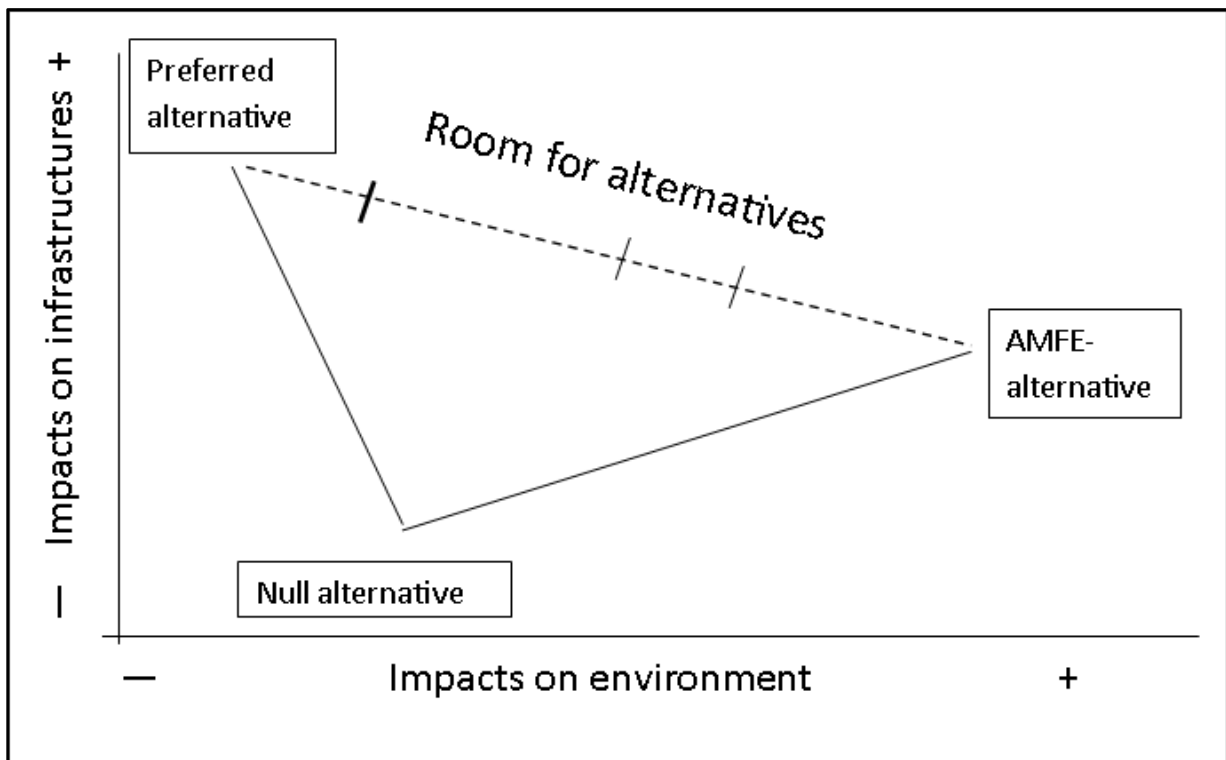 Preferred
alternative
Room for alternatives
— Impacts on infrastructures +
AMFE-
alternative
Null alternative
— Impacts on environment +